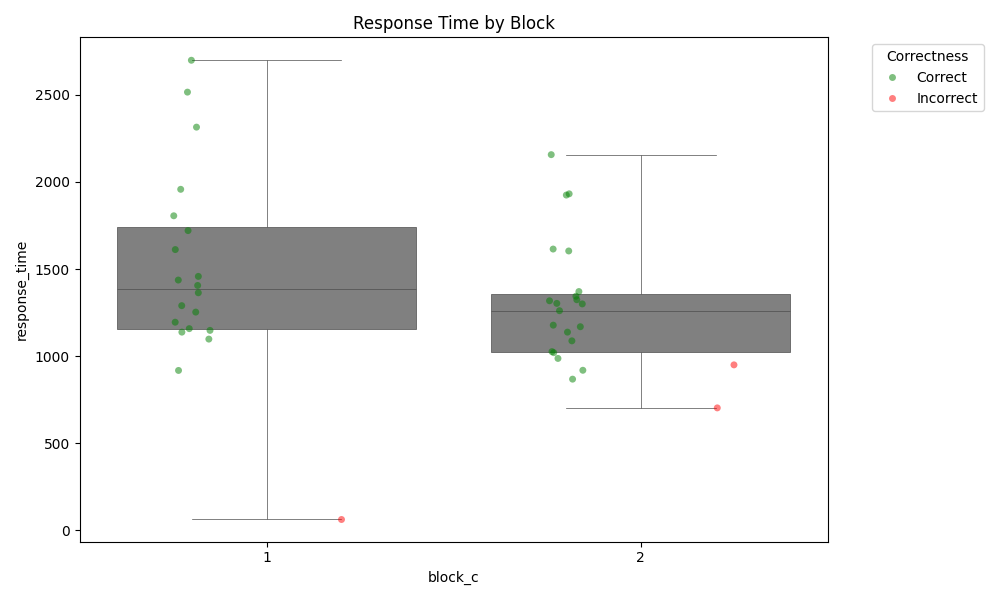 Response Time by Block
Correctness
Correct
Incorrect
response_time
2500
2000
1500
1000
500
0
1
2
block_c